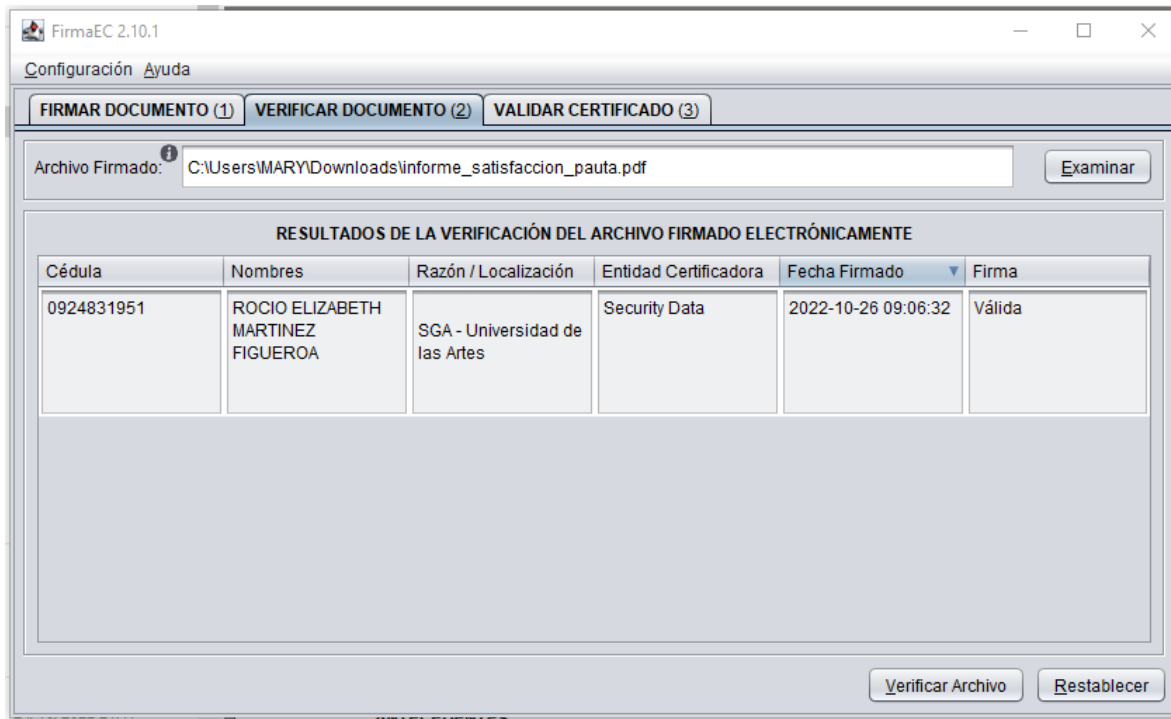 FirmaEC 2.10.1
Configuración Ayuda
FIRMAR DOCUMENTO (1) VERIFICAR DOCUMENTO (2) VALIDAR CERTIFICADO (3)
Archivo Firmado: C:\Users\MARY\Downloads\informe_satisfaccion_pauta.pdf Examinar
RESULTADOS DE LA VERIFICACIÓN DEL ARCHIVO FIRMADO ELECTRÓNICAMENTE
Cédula Nombres Razón / Localización Entidad Certificadora Fecha Firmado Firma
0924831951 ROCIO ELIZABETH Security Data 2022-10-26 09:06:32 Válida
MARTINEZ SGA - Universidad de
FIGUEROA las Artes
Verificar Archivo Restablecer